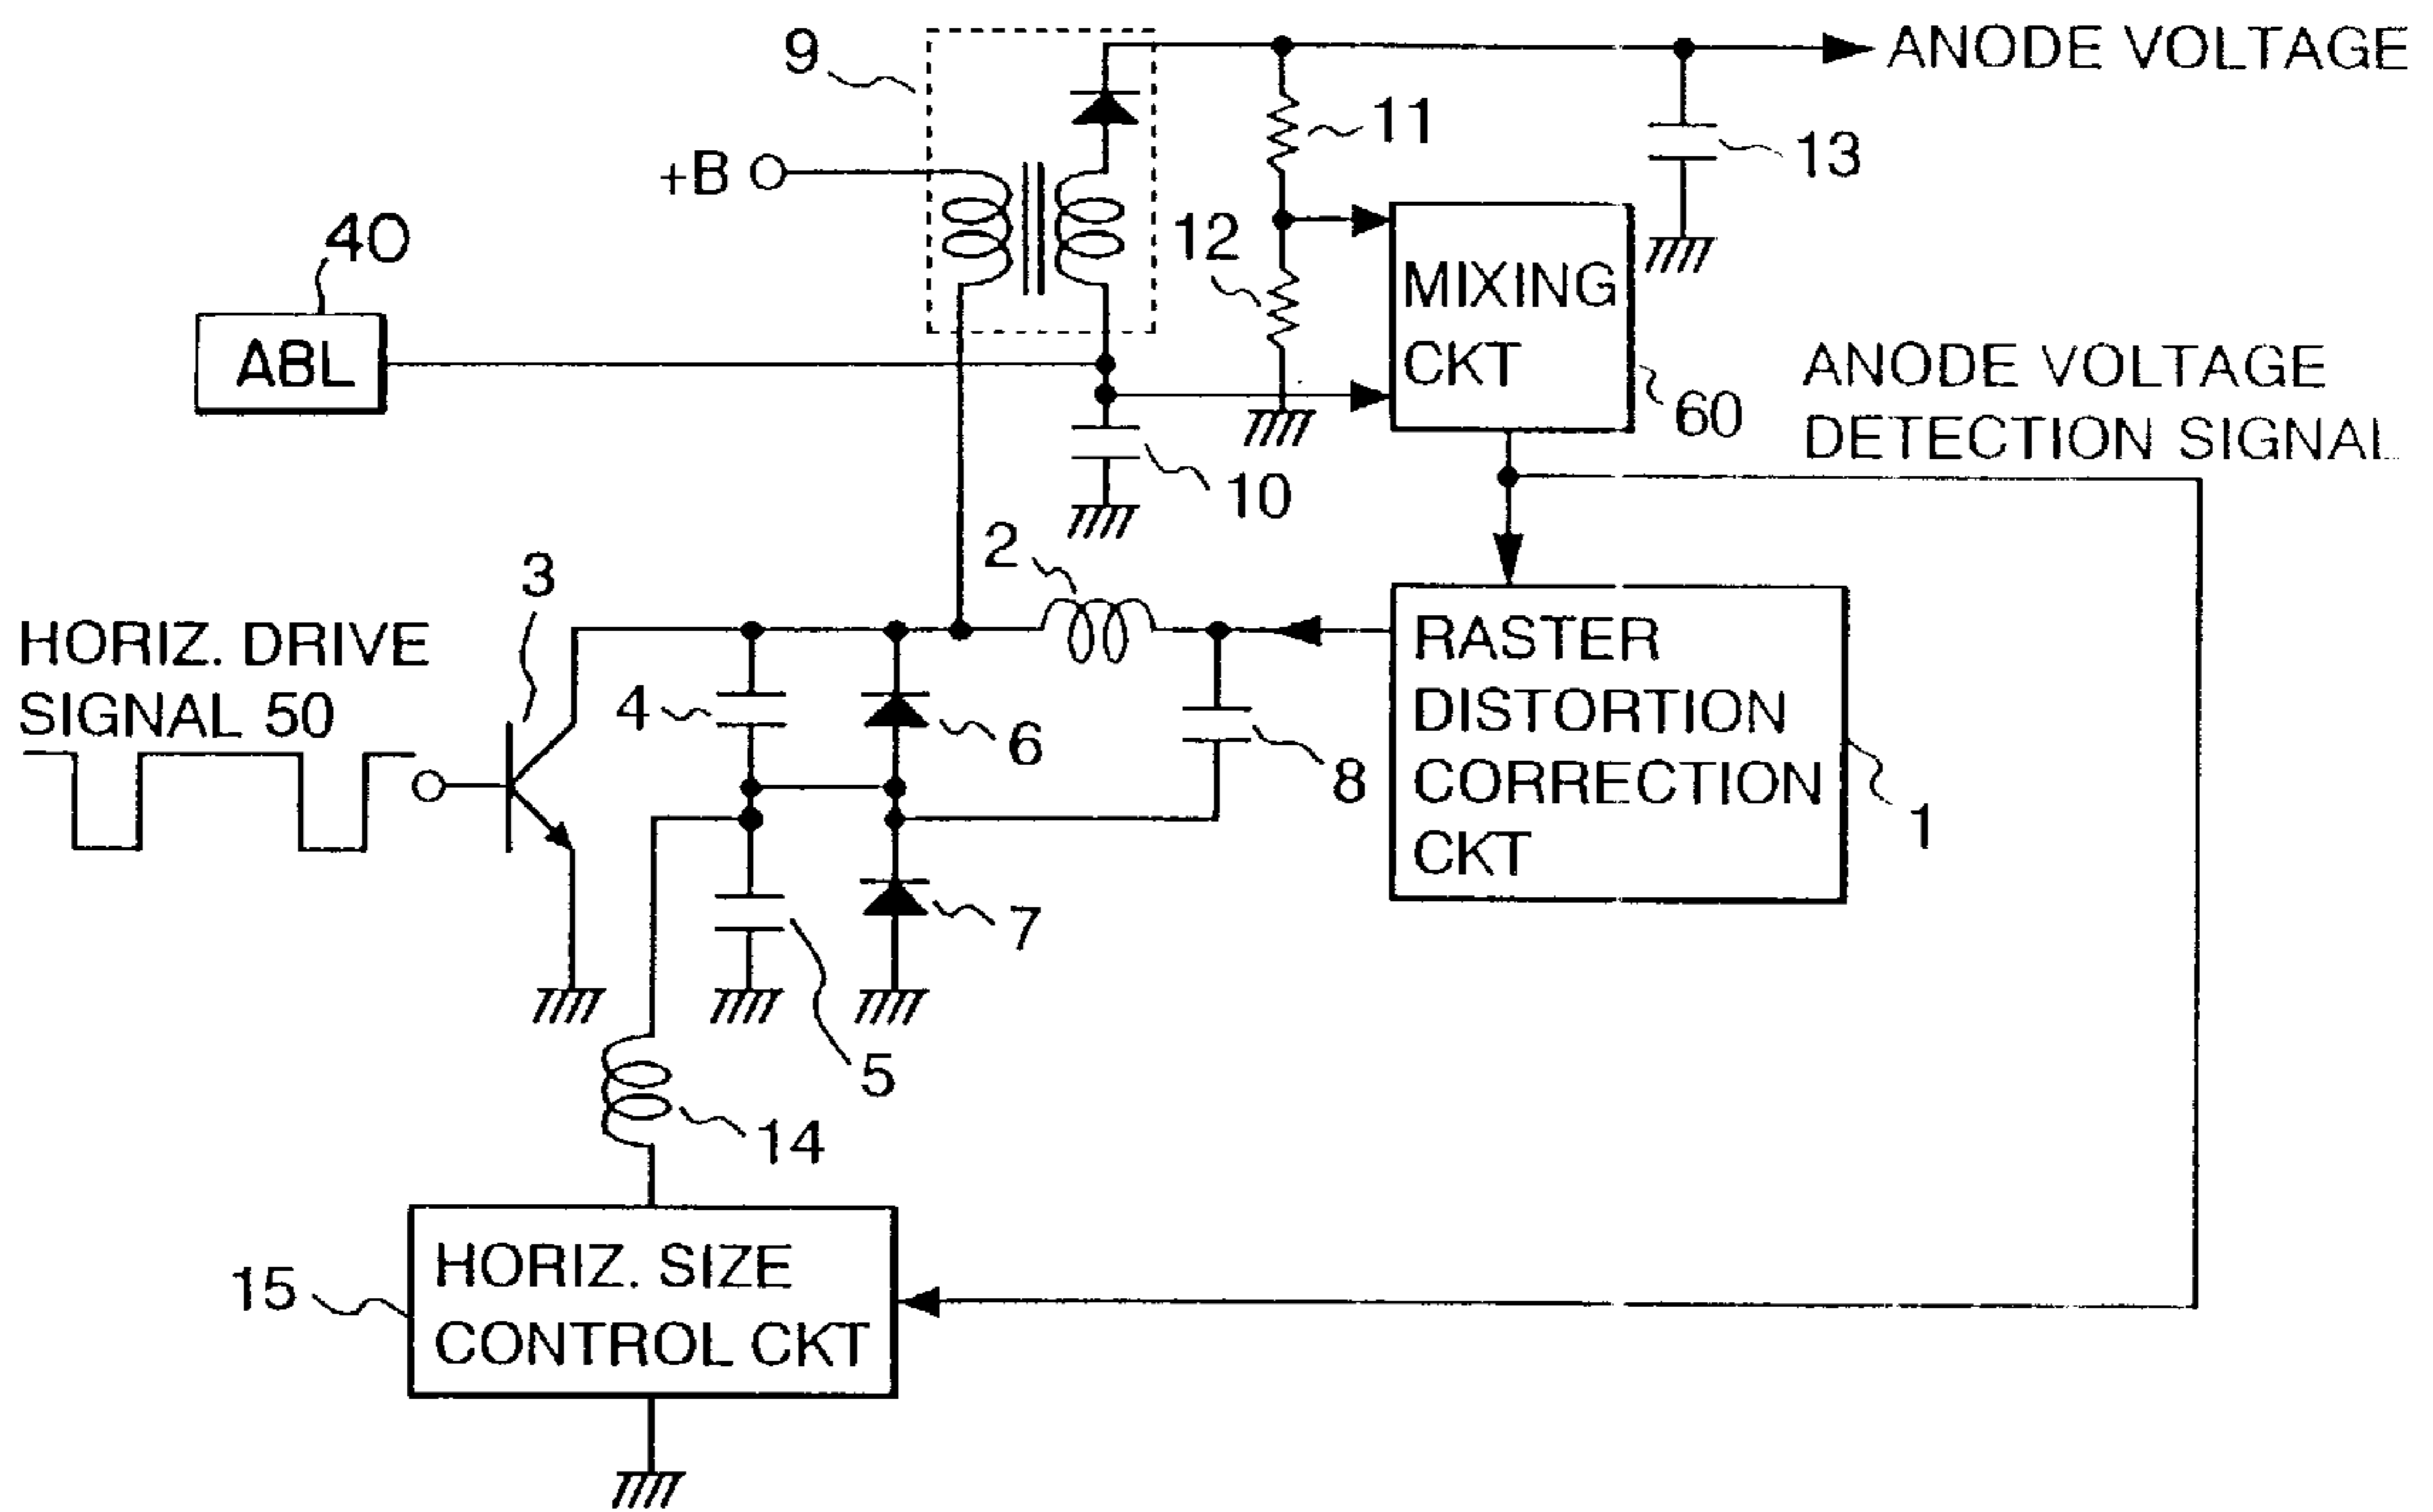 9
ANODE VOLTAGE
11
13
+B
40
12
MIXING
CKT
ABL
60
ANODE VOLTAGE
DETECTION SIGNAL
10
2
3
HORIZ. DRIVE
SIGNAL 50
4
6
8
RASTER
DISTORTION
CORRECTION
CKT
1
7
5
14
15
HORIZ. SIZE
CONTROL CKT